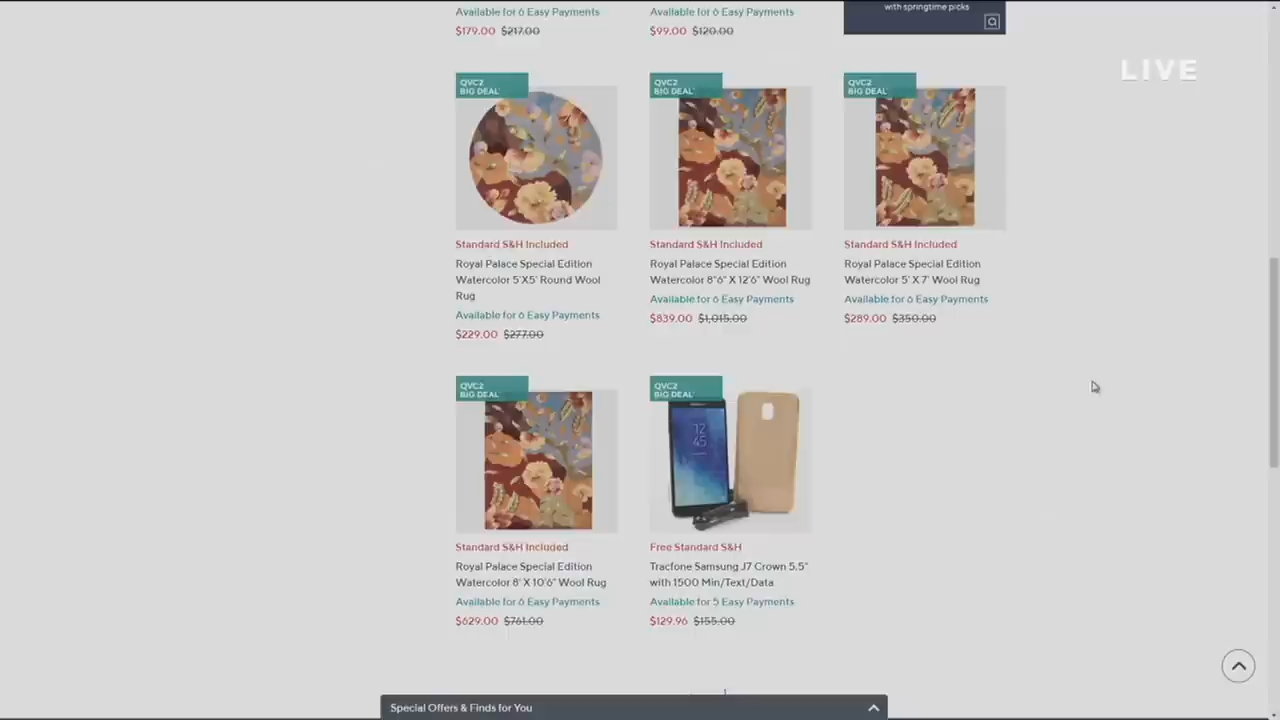 Available for 6 Easy Payments
$179.00 $217.00
Available for 6 Easy Payments
$99.00 $120.00
with springtime picks
LIVE
QVC2
BIG DEAL
Standard S&H Included
Royal Palace Special Edition
Watercolor 5'X5' Round Wool
Rug
Available for 6 Easy Payments
$229.00 $277.00
QVC2
BIG DEAL
Standard S&H Included
Royal Palace Special Edition
Watercolor 8'6" X 12'6" Wool Rug
Available for 6 Easy Payments
$839.00 $1,015.00
QVC2
BIG DEAL
Standard S&H Included
Royal Palace Special Edition
Watercolor 5' X 7' Wool Rug
Available for 6 Easy Payments
$289.00 $350.00
QVC2
BIG DEAL
Standard S&H Included
Royal Palace Special Edition
Watercolor 8' X 10'6" Wool Rug
Available for 6 Easy Payments
$629.00 $761.00
QVC2
BIG DEAL
12
45
Free Standard S&H
Tracfone Samsung J7 Crown 5.5"
with 1500 Min/Text/Data
Available for 5 Easy Payments
$129.96 $155.00
1
Special Offers & Finds for You